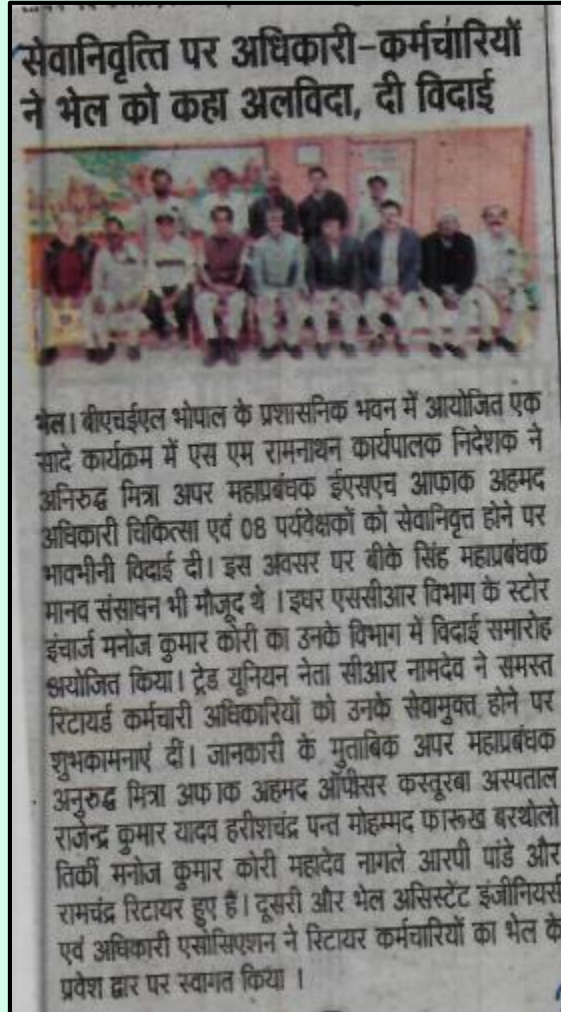 सेवानिवृत्ति पर अधिकारी-कर्मचारियों
ने भेल को कहा अलविदा, दी विदाई
भेल। बीएचईएल भोपाल के प्रशासनिक भवन में आयोजित एक
सादे कार्यक्रम में एस एम रामनाथन कार्यपालक निदेशक ने
अनिरुद्ध मित्रा अपर महाप्रबंधक ईएसएच आफाक अहमद
अधिकारी चिकित्सा एवं 08 पर्यवेक्षकों को सेवानिवृत्त होने पर
भावभीनी विदाई दी। इस अवसर पर बीके सिंह महाप्रबंधक
मानव संसाधन भी मौजूद थे । इधर एससीआर विभाग के स्टोर
इंचार्ज मनोज कुमार कोरी का उनके विभाग में विदाई समारोह
अयोजित किया। ट्रेड यूनियन नेता सीआर नामदेव ने समस्त
रिटायर्ड कर्मचारी अधिकारियों को उनके सेवामुक्त होने पर
शुभकामनाएं दीं। जानकारी के मुताबिक अपर महाप्रबंधक
अनुरुद्ध मित्रा अफाक अहमद ऑफीसर कस्तूरबा अस्पताल
राजेन्द्र कुमार यादव हरीशचंद्र पन्त मोहम्मद फारूख बरथोलो
तिर्की मनोज कुमार कोरी महादेव नागले आरपी पांडे और
रामचंद्र रिटायर हुए हैं। दूसरी और भेल असिस्टेंट इंजीनियर्स
एवं अधिकारी एसोसिएशन ने रिटायर कर्मचारियों का भेल के
प्रवेश द्वार पर स्वागत किया ।